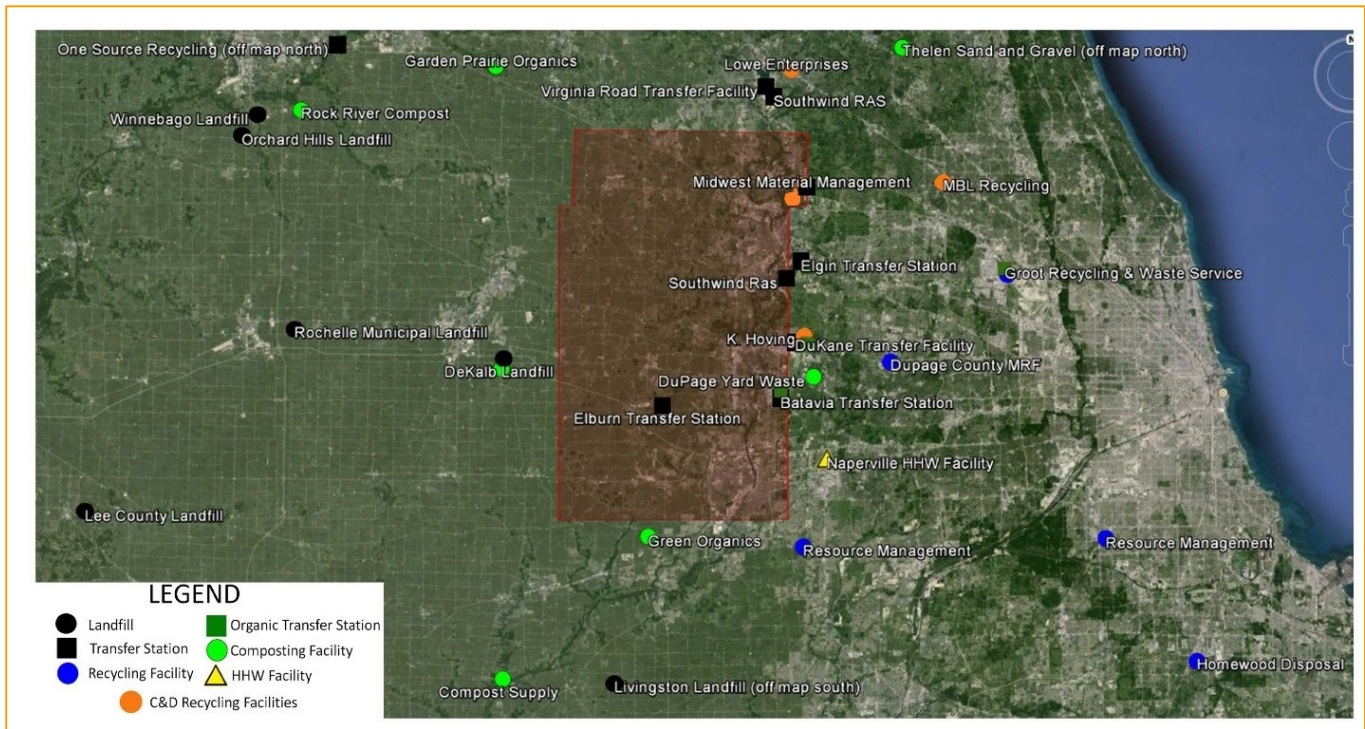 One Source Recycling (off map north)
Garden Prairie Organics
Lowe Enterprises
Thelen Sand and Gravel (off map north)
Virginia Road Transfer Facility
Southwind RAS
Winnebago Landfill
Rock River Compost
Orchard Hills Landfill
Midwest Material Management
MBL Recycling
Elgin Transfer Station
Groot Recycling & Waste Service
Southwind Ras
Rochelle Municipal Landfill
K. Hoving
DuKane Transfer Facility
DeKalb Landfill
DuPage Yard Waste
Dupage County MRF
Elburn Transfer Station
Batavia Transfer Station
Naperville HHW Facility
Lee County Landfill
Green Organics
Resource Management
Resource Management
Homewood Disposal
Compost Supply
Livingston Landfill (off map south)
LEGEND
Landfill
Organic Transfer Station
Transfer Station
Composting Facility
Recycling Facility
HHW Facility
C&D Recycling Facilities